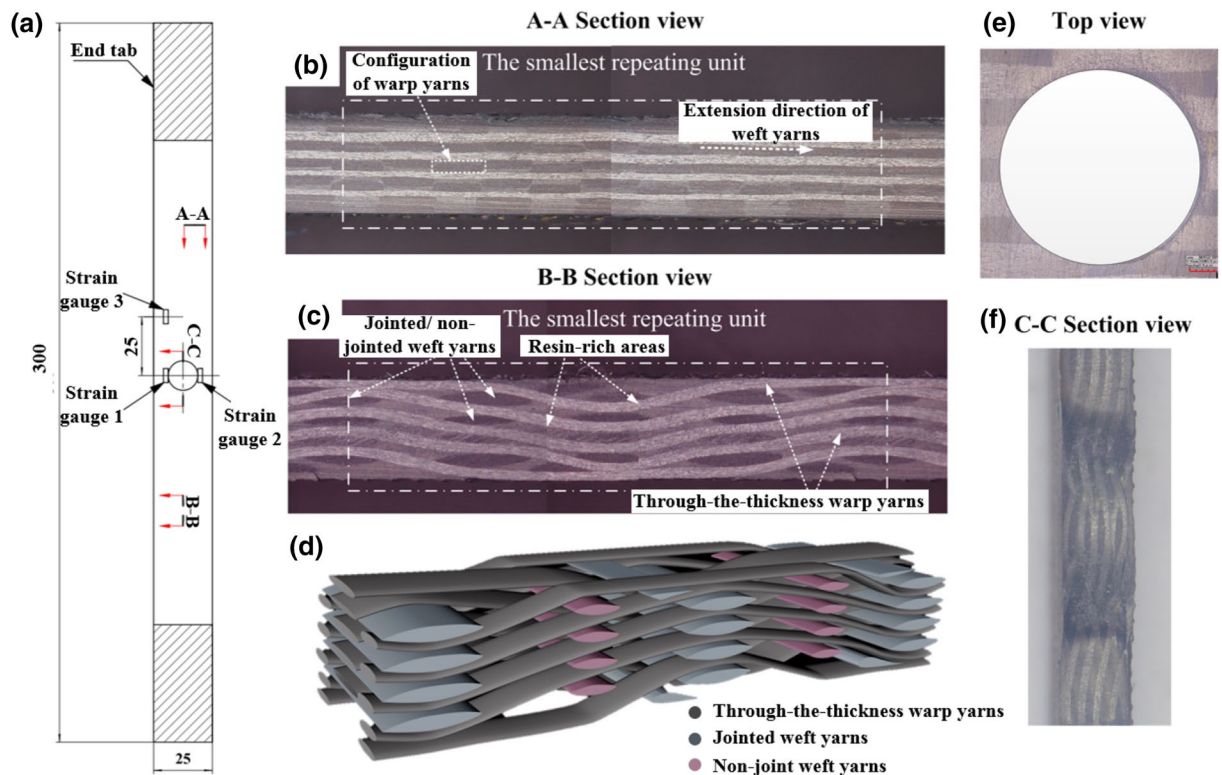 (a)
End tab
A-A
Strain
gauge 3
25
C-C
300
Strain
gauge 1
Strain
gauge 2
B-B
25
A-A Section view
(b)
The smallest repeating unit
Configuration
of warp yarns
Extension direction of
weft yarns
B-B Section view
(c)
The smallest repeating unit
Jointed/ non-
jointed weft yarns
Resin-rich areas
Through-the-thickness warp yarns
(d)
Through-the-thickness warp yarns
Jointed weft yarns
Non-joint weft yarns
(e)
Top view
(f)
C-C Section view